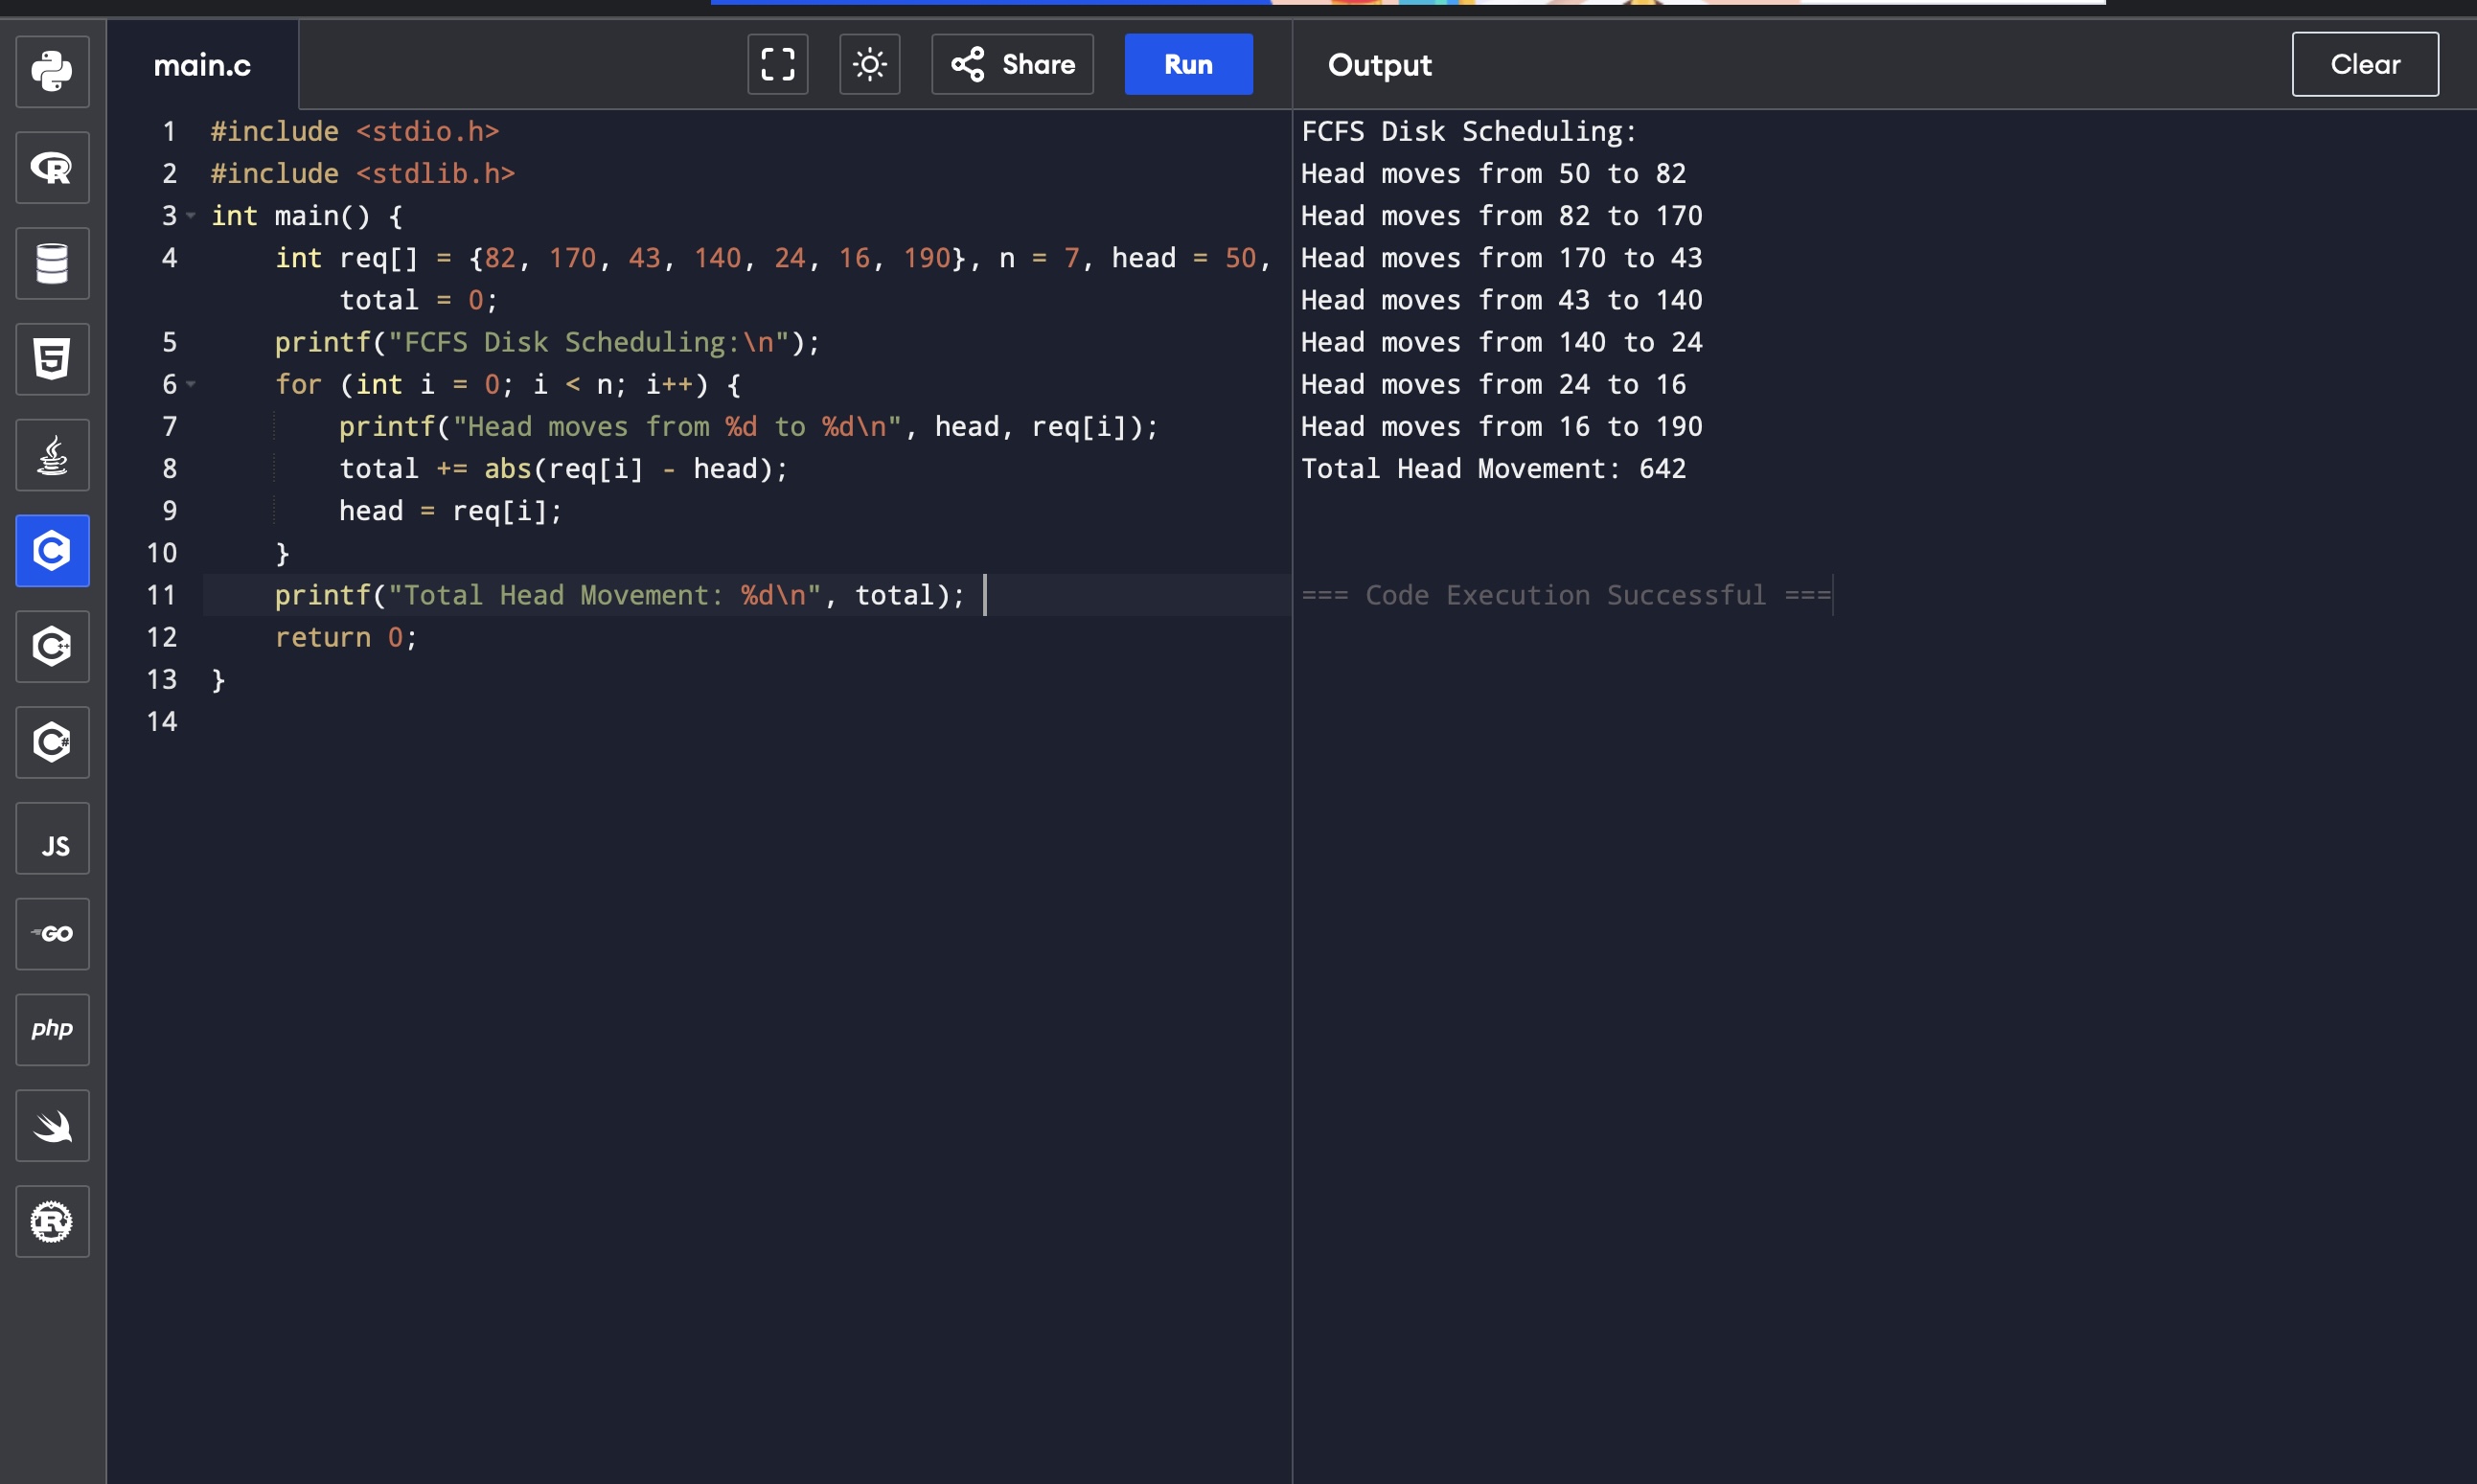 main.c
Share
Run
Output
Clear
1 #include <stdio.h>
2 #include <stdlib.h>
3 int main() {
4     int req[] = {82, 170, 43, 140, 24, 16, 190}, n = 7, head = 50,
        total = 0;
5     printf("FCFS Disk Scheduling:\n");
6     for (int i = 0; i < n; i++) {
7         printf("Head moves from %d to %d\n", head, req[i]);
8         total += abs(req[i] - head);
9         head = req[i];
10     }
11     printf("Total Head Movement: %d\n", total);
12     return 0;
13 }
14
FCFS Disk Scheduling:
Head moves from 50 to 82
Head moves from 82 to 170
Head moves from 170 to 43
Head moves from 43 to 140
Head moves from 140 to 24
Head moves from 24 to 16
Head moves from 16 to 190
Total Head Movement: 642
=== Code Execution Successful ===
R
5
C
C++
C#
JS
GO
php
R